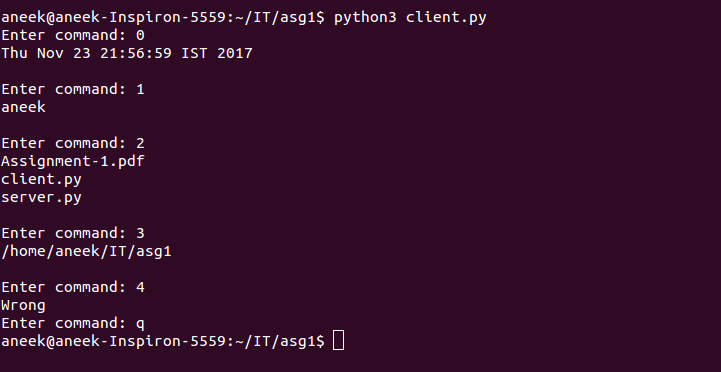 aneek@aneek-Inspiron-5559:~/IT/asg1$ python3 client.py
Enter command: 0
Thu Nov 23 21:56:59 IST 2017
Enter command: 1
aneek
Enter command: 2
Assignment-1.pdf
client.py
server.py
Enter command: 3
/home/aneek/IT/asg1
Enter command: 4
Wrong
Enter command: q
aneek@aneek-Inspiron-5559:~/IT/asg1$